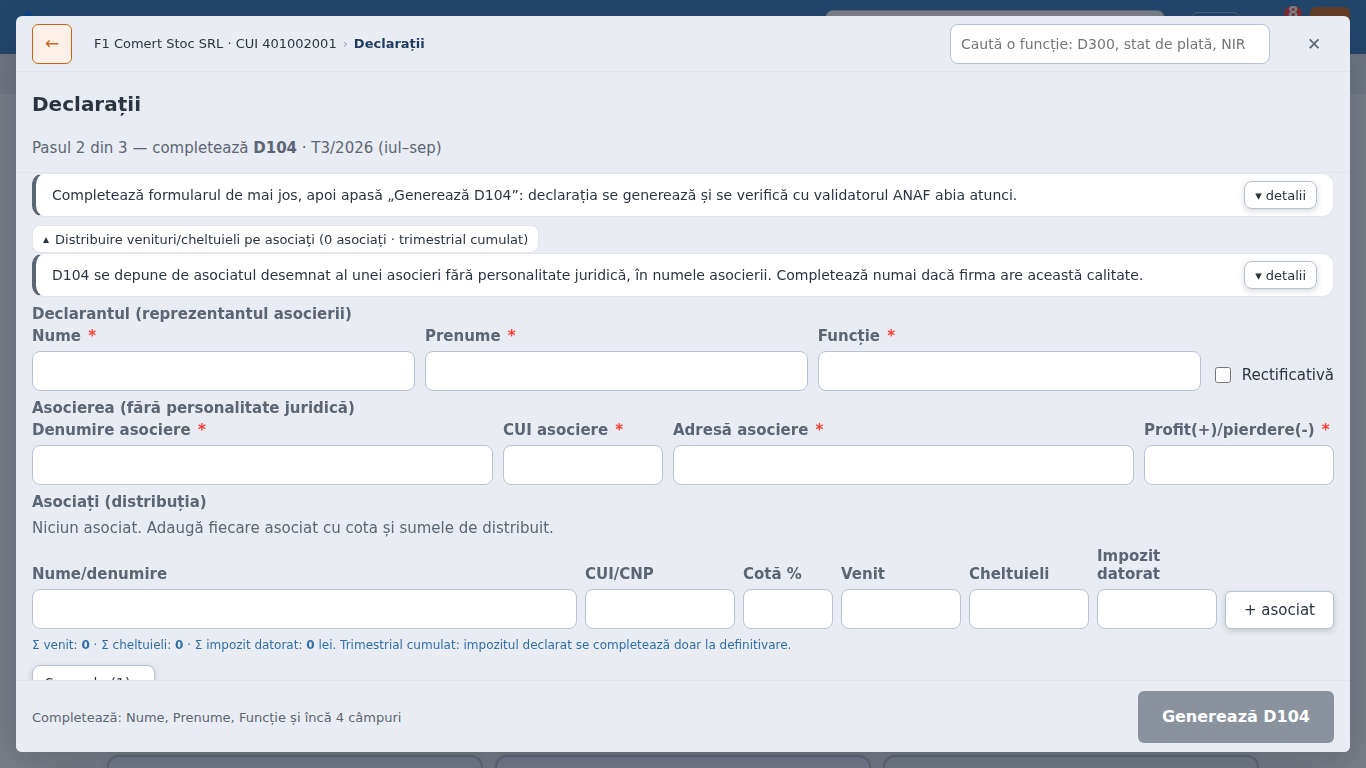 8
←
F1 Comert Stoc SRL · CUI 401002001 › Declarații
Caută o funcție: D300, stat de plată, NIR
✕
Declarații
Pasul 2 din 3 — completează D104 · T3/2026 (iul–sep)
Completează formularul de mai jos, apoi apasă „Generează D104”: declarația se generează și se verifică cu validatorul ANAF abia atunci.
▾ detalii
▴ Distribuire venituri/cheltuieli pe asociați (0 asociați · trimestrial cumulat)
D104 se depune de asociatul desemnat al unei asocieri fără personalitate juridică, în numele asocierii. Completează numai dacă firma are această calitate.
▾ detalii
Declarantul (reprezentantul asocierii)
Nume *
Prenume *
Funcție *
Rectificativă
Asocierea (fără personalitate juridică)
Denumire asociere *
CUI asociere *
Adresă asociere *
Profit(+)/pierdere(-) *
Asociați (distribuția)
Niciun asociat. Adaugă fiecare asociat cu cota și sumele de distribuit.
Nume/denumire
CUI/CNP
Cotă %
Venit
Cheltuieli
Impozit
datorat
+ asociat
Σ venit: 0 · Σ cheltuieli: 0 · Σ impozit datorat: 0 lei. Trimestrial cumulat: impozitul declarat se completează doar la definitivare.
Completează: Nume, Prenume, Funcție și încă 4 câmpuri
Generează D104